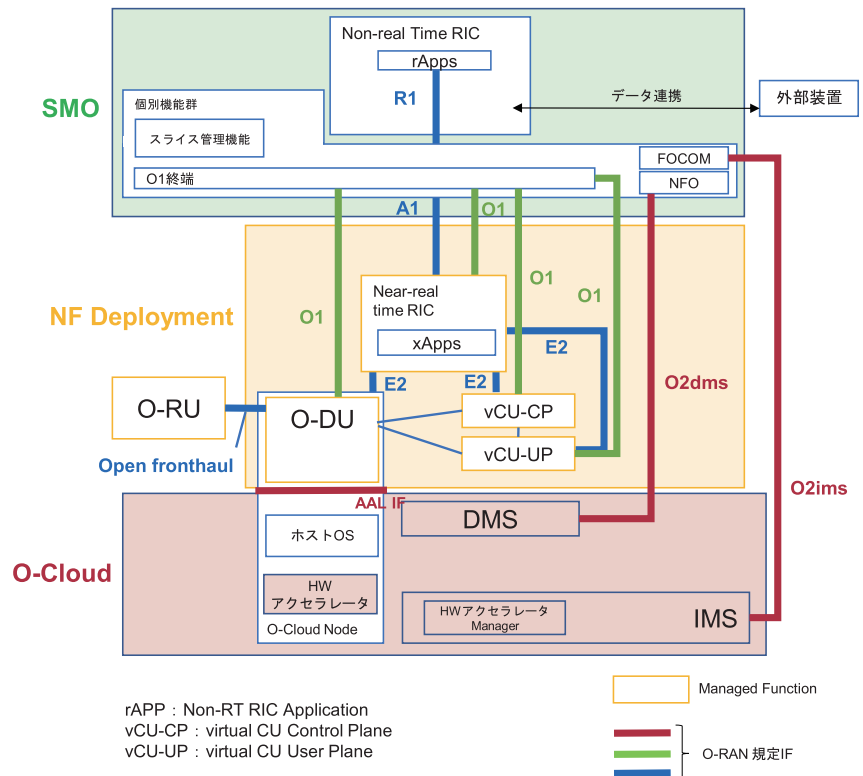 Non-real Time RIC
rApps
SMO
R1
データ連携
外部装置
個別機能群
スライス管理機能
FOCOM
O1終端
NFO
A1
O1
O1
O1
NF Deployment
O1
Near-real
time RIC
xApps
E2
E2
E2
O2dms
O-RU
O-DU
vCU-CP
vCU-UP
Open fronthaul
O2ims
AAL IF
DMS
ホストOS
O-Cloud
HW
アクセラレータ
O-Cloud Node
HWアクセラレータ
Manager
IMS
Managed Function
rAPP：Non-RT RIC Application
vCU-CP：virtual CU Control Plane
vCU-UP：virtual CU User Plane
O-RAN 規定IF